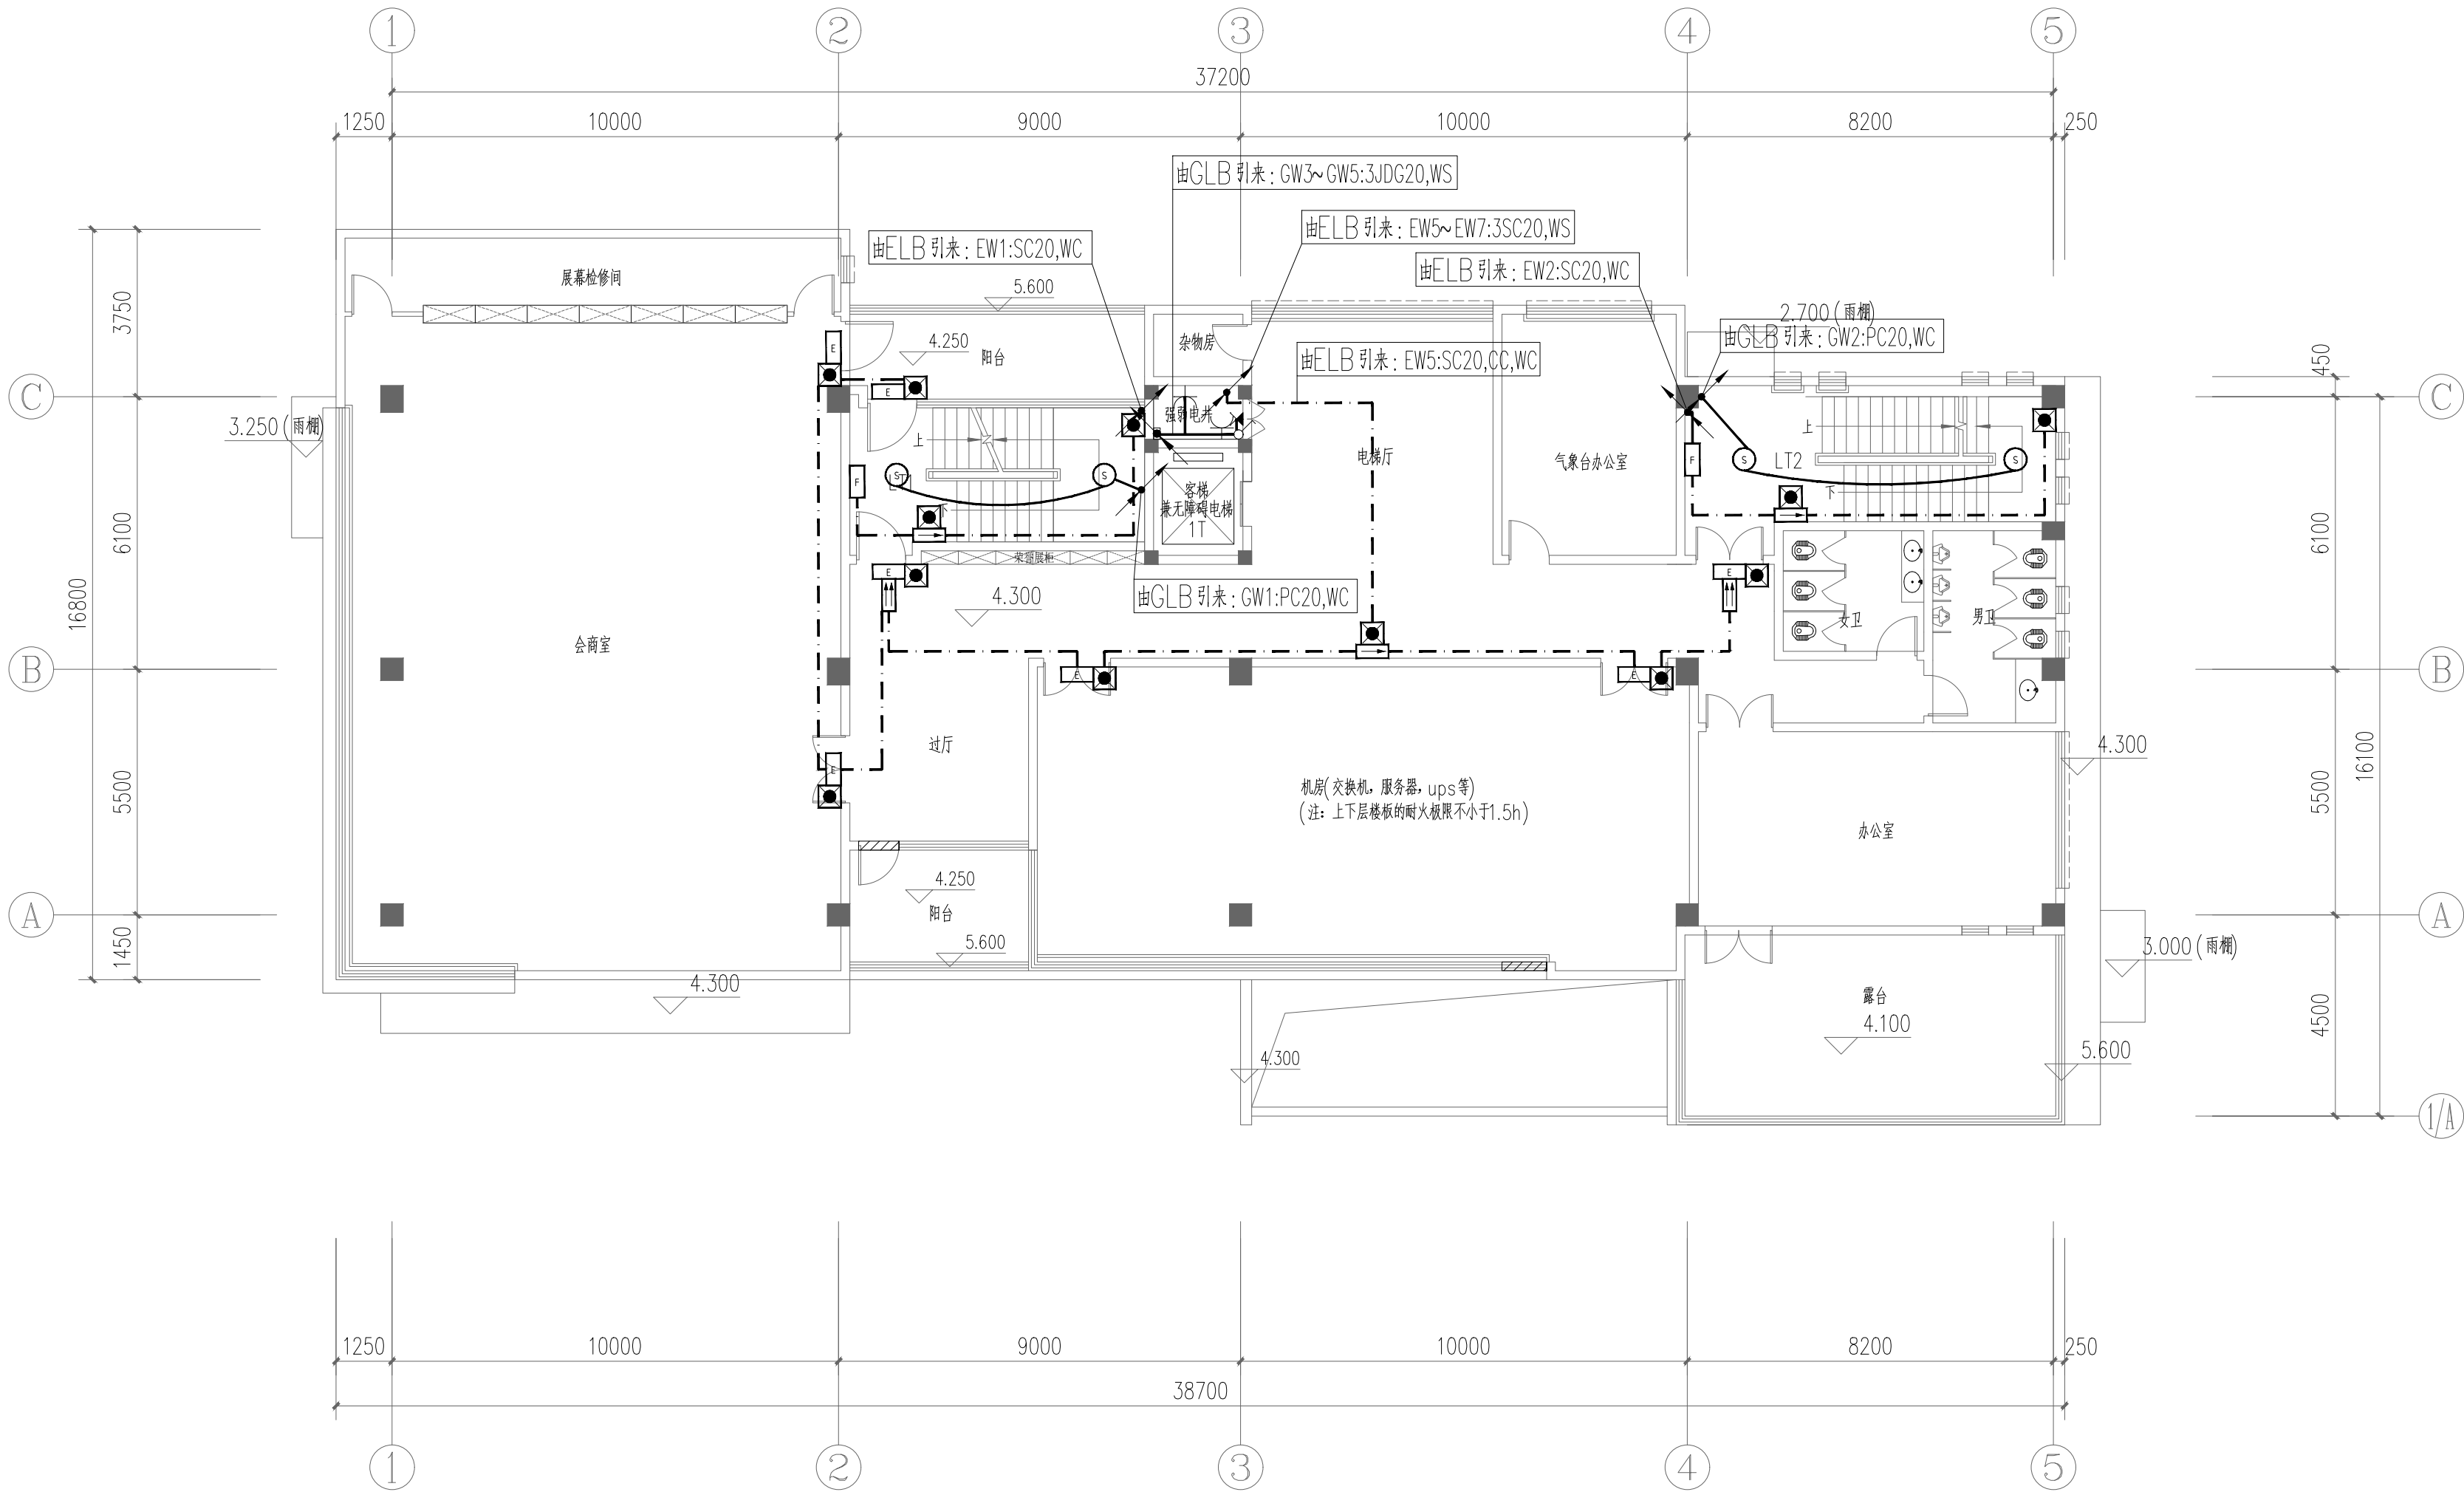 1
2
3
4
5
37200
1250
10000
9000
10000
8200
250
由GLB引来: GW3~GW5:3JDG20,WS
由ELB引来: EW5~EW7:3SC20,WS
由ELB引来: EW1:SC20,WC
由ELB引来: EW2:SC20,WC
展幕检修间
5.600
2.700(雨棚)
由GLB引来: GW2:PC20,WC
3750
4.250
阳台
杂物房
由ELB引来: EW5:SC20,CC,WC
450
E
E
C
C
3.250(雨棚)
强弱电井
上
上
电梯厅
气象台办公室
F
F
S
S
S
S
LT2
客梯
兼无障碍电梯
1T
下
下
6100
6100
荣誉展柜
E
E
16800
4.300
由GLB引来: GW1:PC20,WC
会商室
女卫
男卫
B
B
E
E
过厅
4.300
16100
E
5500
5500
机房(交换机，服务器，ups等)
(注：上下层楼板的耐火极限不小于1.5h)
办公室
4.250
阳台
A
A
1450
5.600
3.000(雨棚)
4.300
露台
4.100
4500
4.300
5.600
1/A
1250
10000
9000
10000
8200
250
38700
1
2
3
4
5